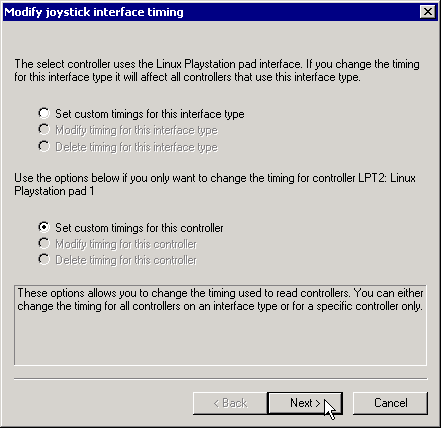 Modify joystick interface timing
The select controller uses the Linux Playstation pad interface. If you change the timing
for this interface type it will affect all controllers that use this interface type.
Set custom timings for this interface type
Modify timing for this interface type
Delete timing for this interface type
Use the options below if you only want to change the timing for controller LPT2: Linux
Playstation pad 1
Set custom timings for this controller
Modify timing for this controller
Delete timing for this controller
These options allows you to change the timing used to read controllers. You can either
change the timing for all controllers on an interface type or for a specific controller only.
< Back Next > Cancel